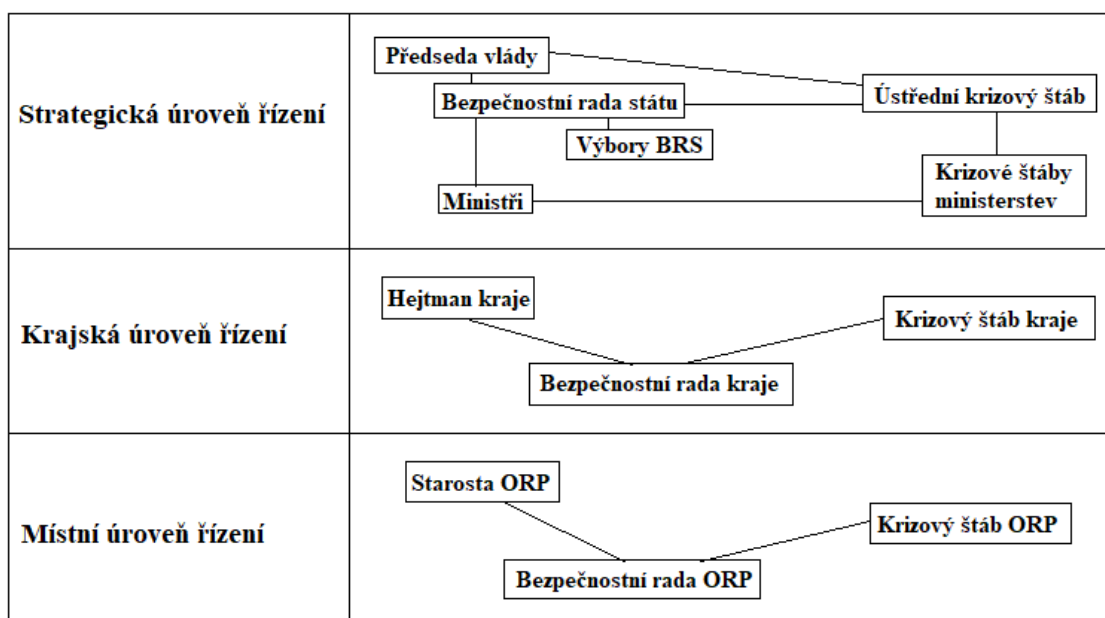 Strategická úroveň řízení
Předseda vlády
Bezpečnostní rada státu
Ústřední krizový štáb
Výbory BRS
Ministři
Krizové štáby
ministerstev
Krajská úroveň řízení
Hejtman kraje
Krizový štáb kraje
Bezpečnostní rada kraje
Místní úroveň řízení
Starosta ORP
Krizový štáb ORP
Bezpečnostní rada ORP